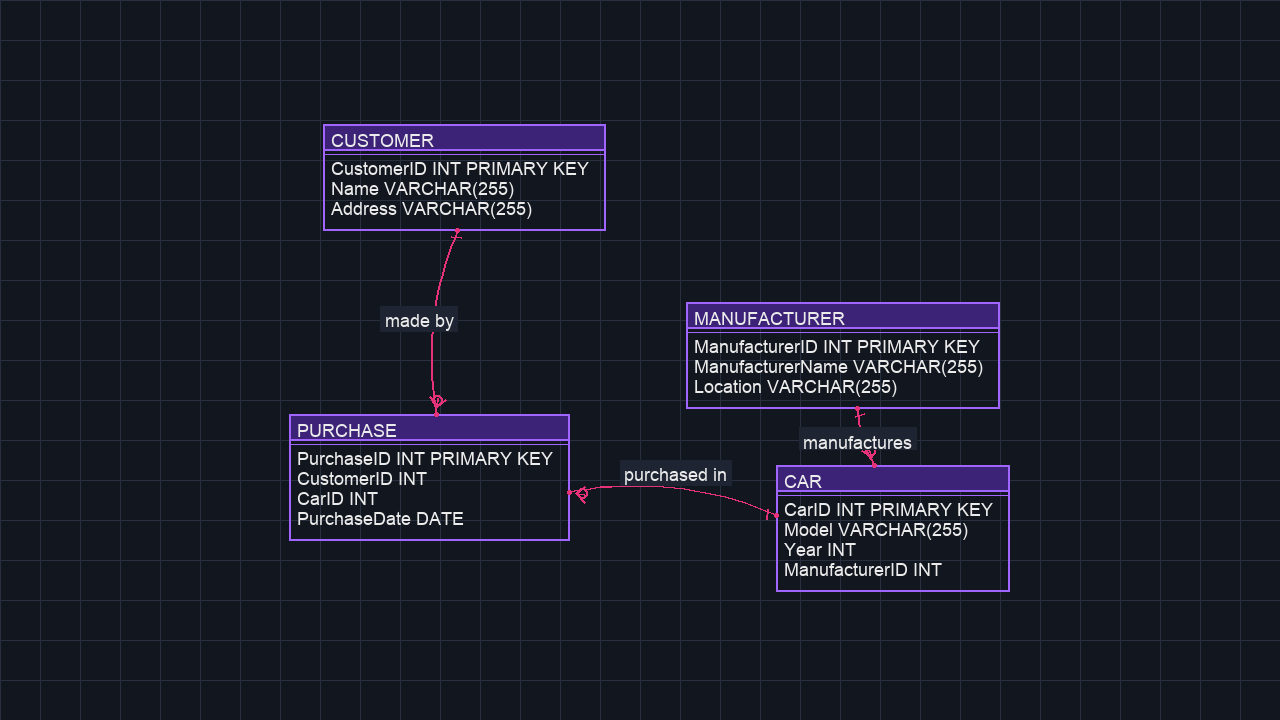 CUSTOMER
CustomerID INT PRIMARY KEY
Name VARCHAR(255)
Address VARCHAR(255)
made by
MANUFACTURER
ManufacturerID INT PRIMARY KEY
ManufacturerName VARCHAR(255)
Location VARCHAR(255)
manufactures
PURCHASE
PurchaseID INT PRIMARY KEY
CustomerID INT
CarID INT
PurchaseDate DATE
purchased in
CAR
CarID INT PRIMARY KEY
Model VARCHAR(255)
Year INT
ManufacturerID INT